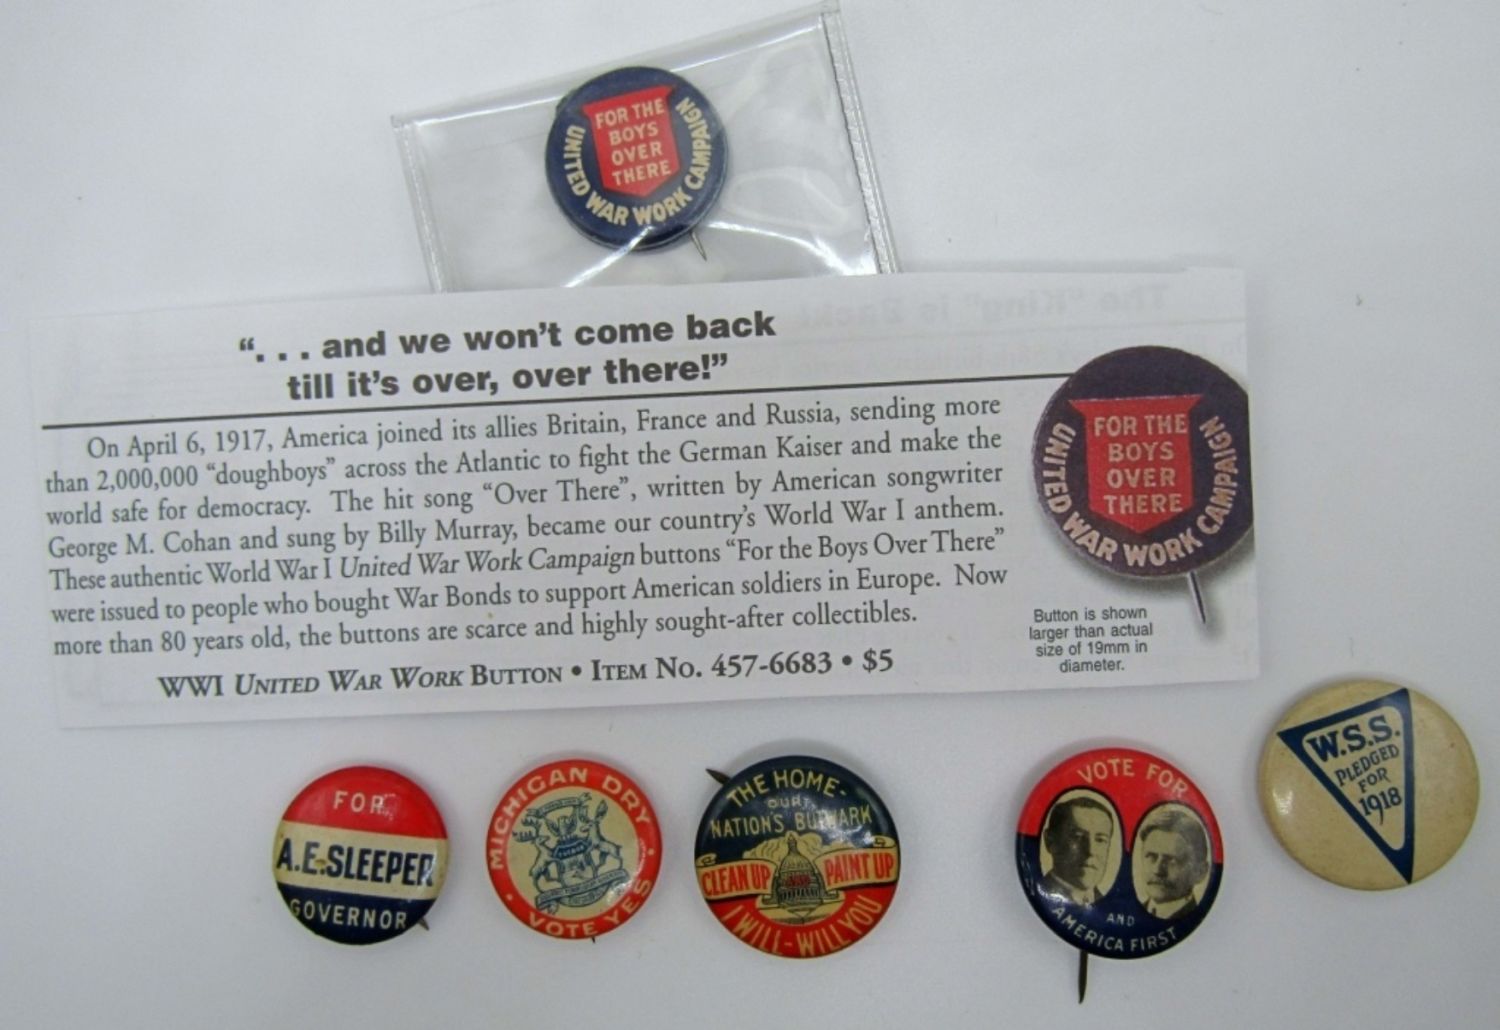 FOR THE
BOYS
OVER
THERE
UNITED WAR WORK CAMPAIGN
“. . . and we won’t come back
till it’s over, over there!”
On April 6, 1917, America joined its allies Britain, France and Russia, sending more
than 2,000,000 “doughboys” across the Atlantic to fight the German Kaiser and make the
world safe for democracy. The hit song “Over There”, written by American songwriter
George M. Cohan and sung by Billy Murray, became our country’s World War I anthem.
These authentic World War I United War Work Campaign buttons “For the Boys Over There”
were issued to people who bought War Bonds to support American soldiers in Europe. Now
more than 80 years old, the buttons are scarce and highly sought-after collectibles.
WWI UNITED WAR WORK BUTTON • ITEM NO. 457-6683 • $5
FOR THE
BOYS
OVER
THERE
UNITED WAR WORK CAMPAIGN
Button is shown
larger than actual
size of 19mm in
diameter.
FOR
A.E.SLEEPER
GOVERNOR
MICHIGAN DRY
VOTE YES
THE HOME-
OUR
NATION'S BULWARK
CLEAN UP PAINT UP
I WILL-WILL YOU
VOTE FOR
AND
AMERICA FIRST
W.S.S.
PLEDGED
FOR
1918